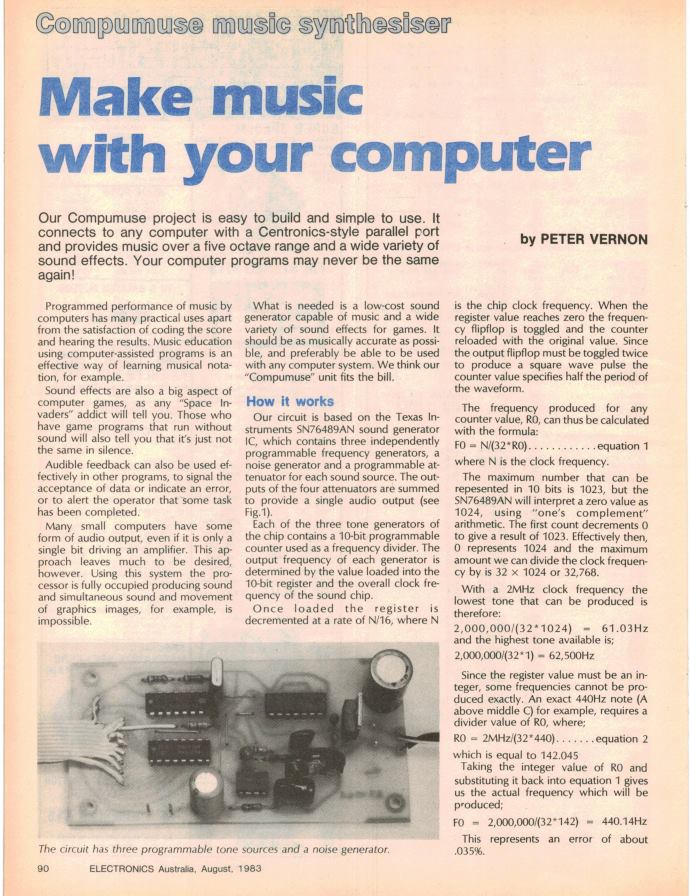 Compumuse music synthesiser
Make music
with your computer
Our Compumuse project is easy to build and simple to use. It
connects to any computer with a Centronics-style parallel port
and provides music over a five octave range and a wide variety of
sound effects. Your computer programs may never be the same
again!
by PETER VERNON
Programmed performance of music by
computers has many practical uses apart
from the satisfaction of coding the score
and hearing the results. Music education
using computer-assisted programs is an
effective way of learning musical nota-
tion, for example.
Sound effects are also a big aspect of
computer games, as any "Space In-
vaders" addict will tell you. Those who
have game programs that run without
sound will also tell you that it's just not
the same in silence.
Audible feedback can also be used ef-
fectively in other programs, to signal the
acceptance of data or indicate an error,
or to alert the operator that some task
has been completed.
Many small computers have some
form of audio output, even if it is only a
single bit driving an amplifier. This ap-
proach leaves much to be desired,
however. Using this system the pro-
cessor is fully occupied producing sound
and simultaneous sound and movement
of graphics images, for example, is
impossible.
What is needed is a low-cost sound
generator capable of music and a wide
variety of sound effects for games. It
should be as musically accurate as possi-
ble, and preferably be able to be used
with any computer system. We think our
"Compumuse" unit fits the bill.
How it works
Our circuit is based on the Texas In-
struments SN76489AN sound generator
IC, which contains three independently
programmable frequency generators, a
noise generator and a programmable at-
tenuator for each sound source. The out-
puts of the four attenuators are summed
to provide a single audio output (see
Fig.1).
Each of the three tone generators of
the chip contains a 10-bit programmable
counter used as a frequency divider. The
output frequency of each generator is
determined by the value loaded into the
10-bit register and the overall clock fre-
quency of the sound chip.
Once loaded the register is
decremented at a rate of N/16, where N
is the chip clock frequency. When the
register value reaches zero the frequen-
cy flipflop is toggled and the counter
reloaded with the original value. Since
the output flipflop must be toggled twice
to produce a square wave pulse the
counter value specifies half the period of
the waveform.
The frequency produced for any
counter value, R0, can thus be calculated
with the formula:
F0 = N/(32*R0)............equation 1
where N is the clock frequency.
The maximum number that can be
repesented in 10 bits is 1023, but the
SN76489AN will interpret a zero value as
1024, using "one's complement"
arithmetic. The first count decrements 0
to give a result of 1023. Effectively then,
0 represents 1024 and the maximum
amount we can divide the clock frequen-
cy by is 32 × 1024 or 32,768.
With a 2MHz clock frequency the
lowest tone that can be produced is
therefore:
2,000,000/(32*1024) = 61.03Hz
and the highest tone available is;
2,000,000/(32*1) = 62,500Hz
Since the register value must be an in-
teger, some frequencies cannot be pro-
duced exactly. An exact 440Hz note (A
above middle C) for example, requires a
divider value of R0, where;
R0 = 2MHz/(32*440).......equation 2
which is equal to 142.045
Taking the integer value of R0 and
substituting it back into equation 1 gives
us the actual frequency which will be
produced;
F0 = 2,000,000/(32*142) = 440.14Hz
This represents an error of about
.035%.
The circuit has three programmable tone sources and a noise generator.
90 ELECTRONICS Australia, August, 1983